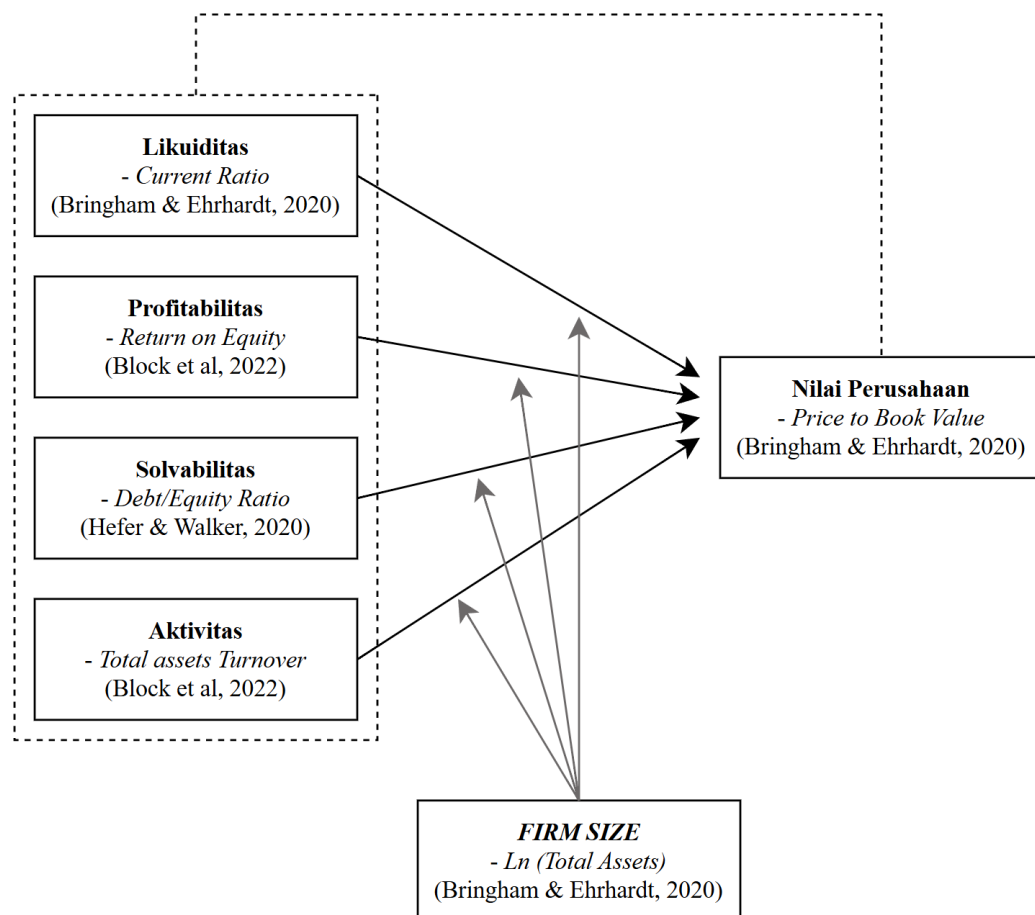 Likuiditas
- Current Ratio
(Bringham & Ehrhardt, 2020)
Profitabilitas
- Return on Equity
(Block et al, 2022)
Solvabilitas
- Debt/Equity Ratio
(Hefer & Walker, 2020)
Aktivitas
- Total assets Turnover
(Block et al, 2022)
Nilai Perusahaan
- Price to Book Value
(Bringham & Ehrhardt, 2020)
FIRM SIZE
- Ln (Total Assets)
(Bringham & Ehrhardt, 2020)